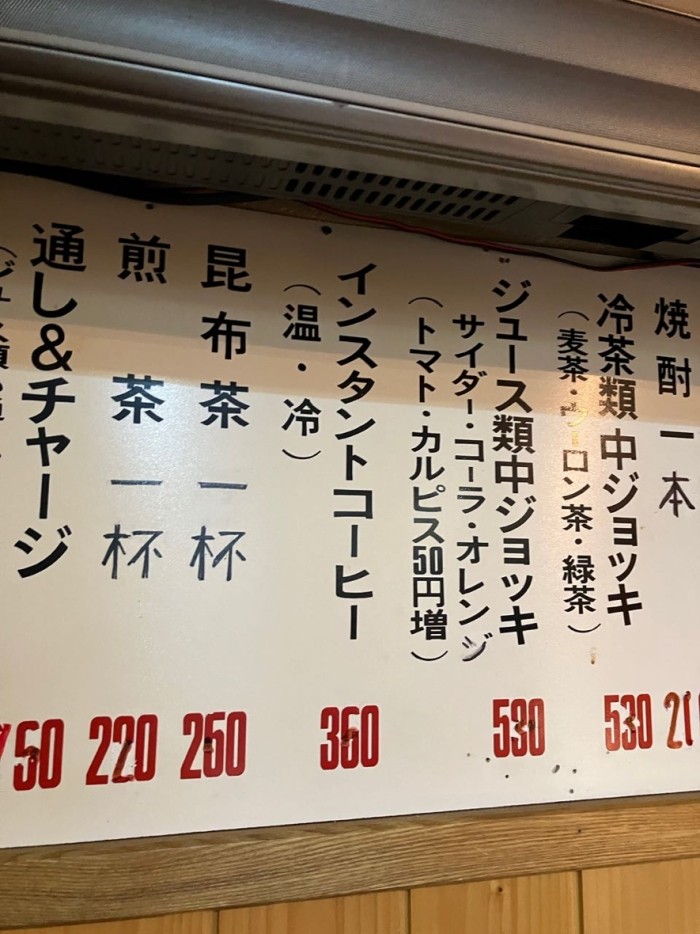 焼酎一本
冷茶類中ジョッキ 530
(麦茶・ウーロン茶・緑茶)
ジュース類中ジョッキ 590
サイダー・コーラ・オレンジ
(トマト・カルピス50円増)
インスタントコーヒー 360
(温・冷)
昆布茶一杯 260
煎茶一杯 220
通し&チャージ